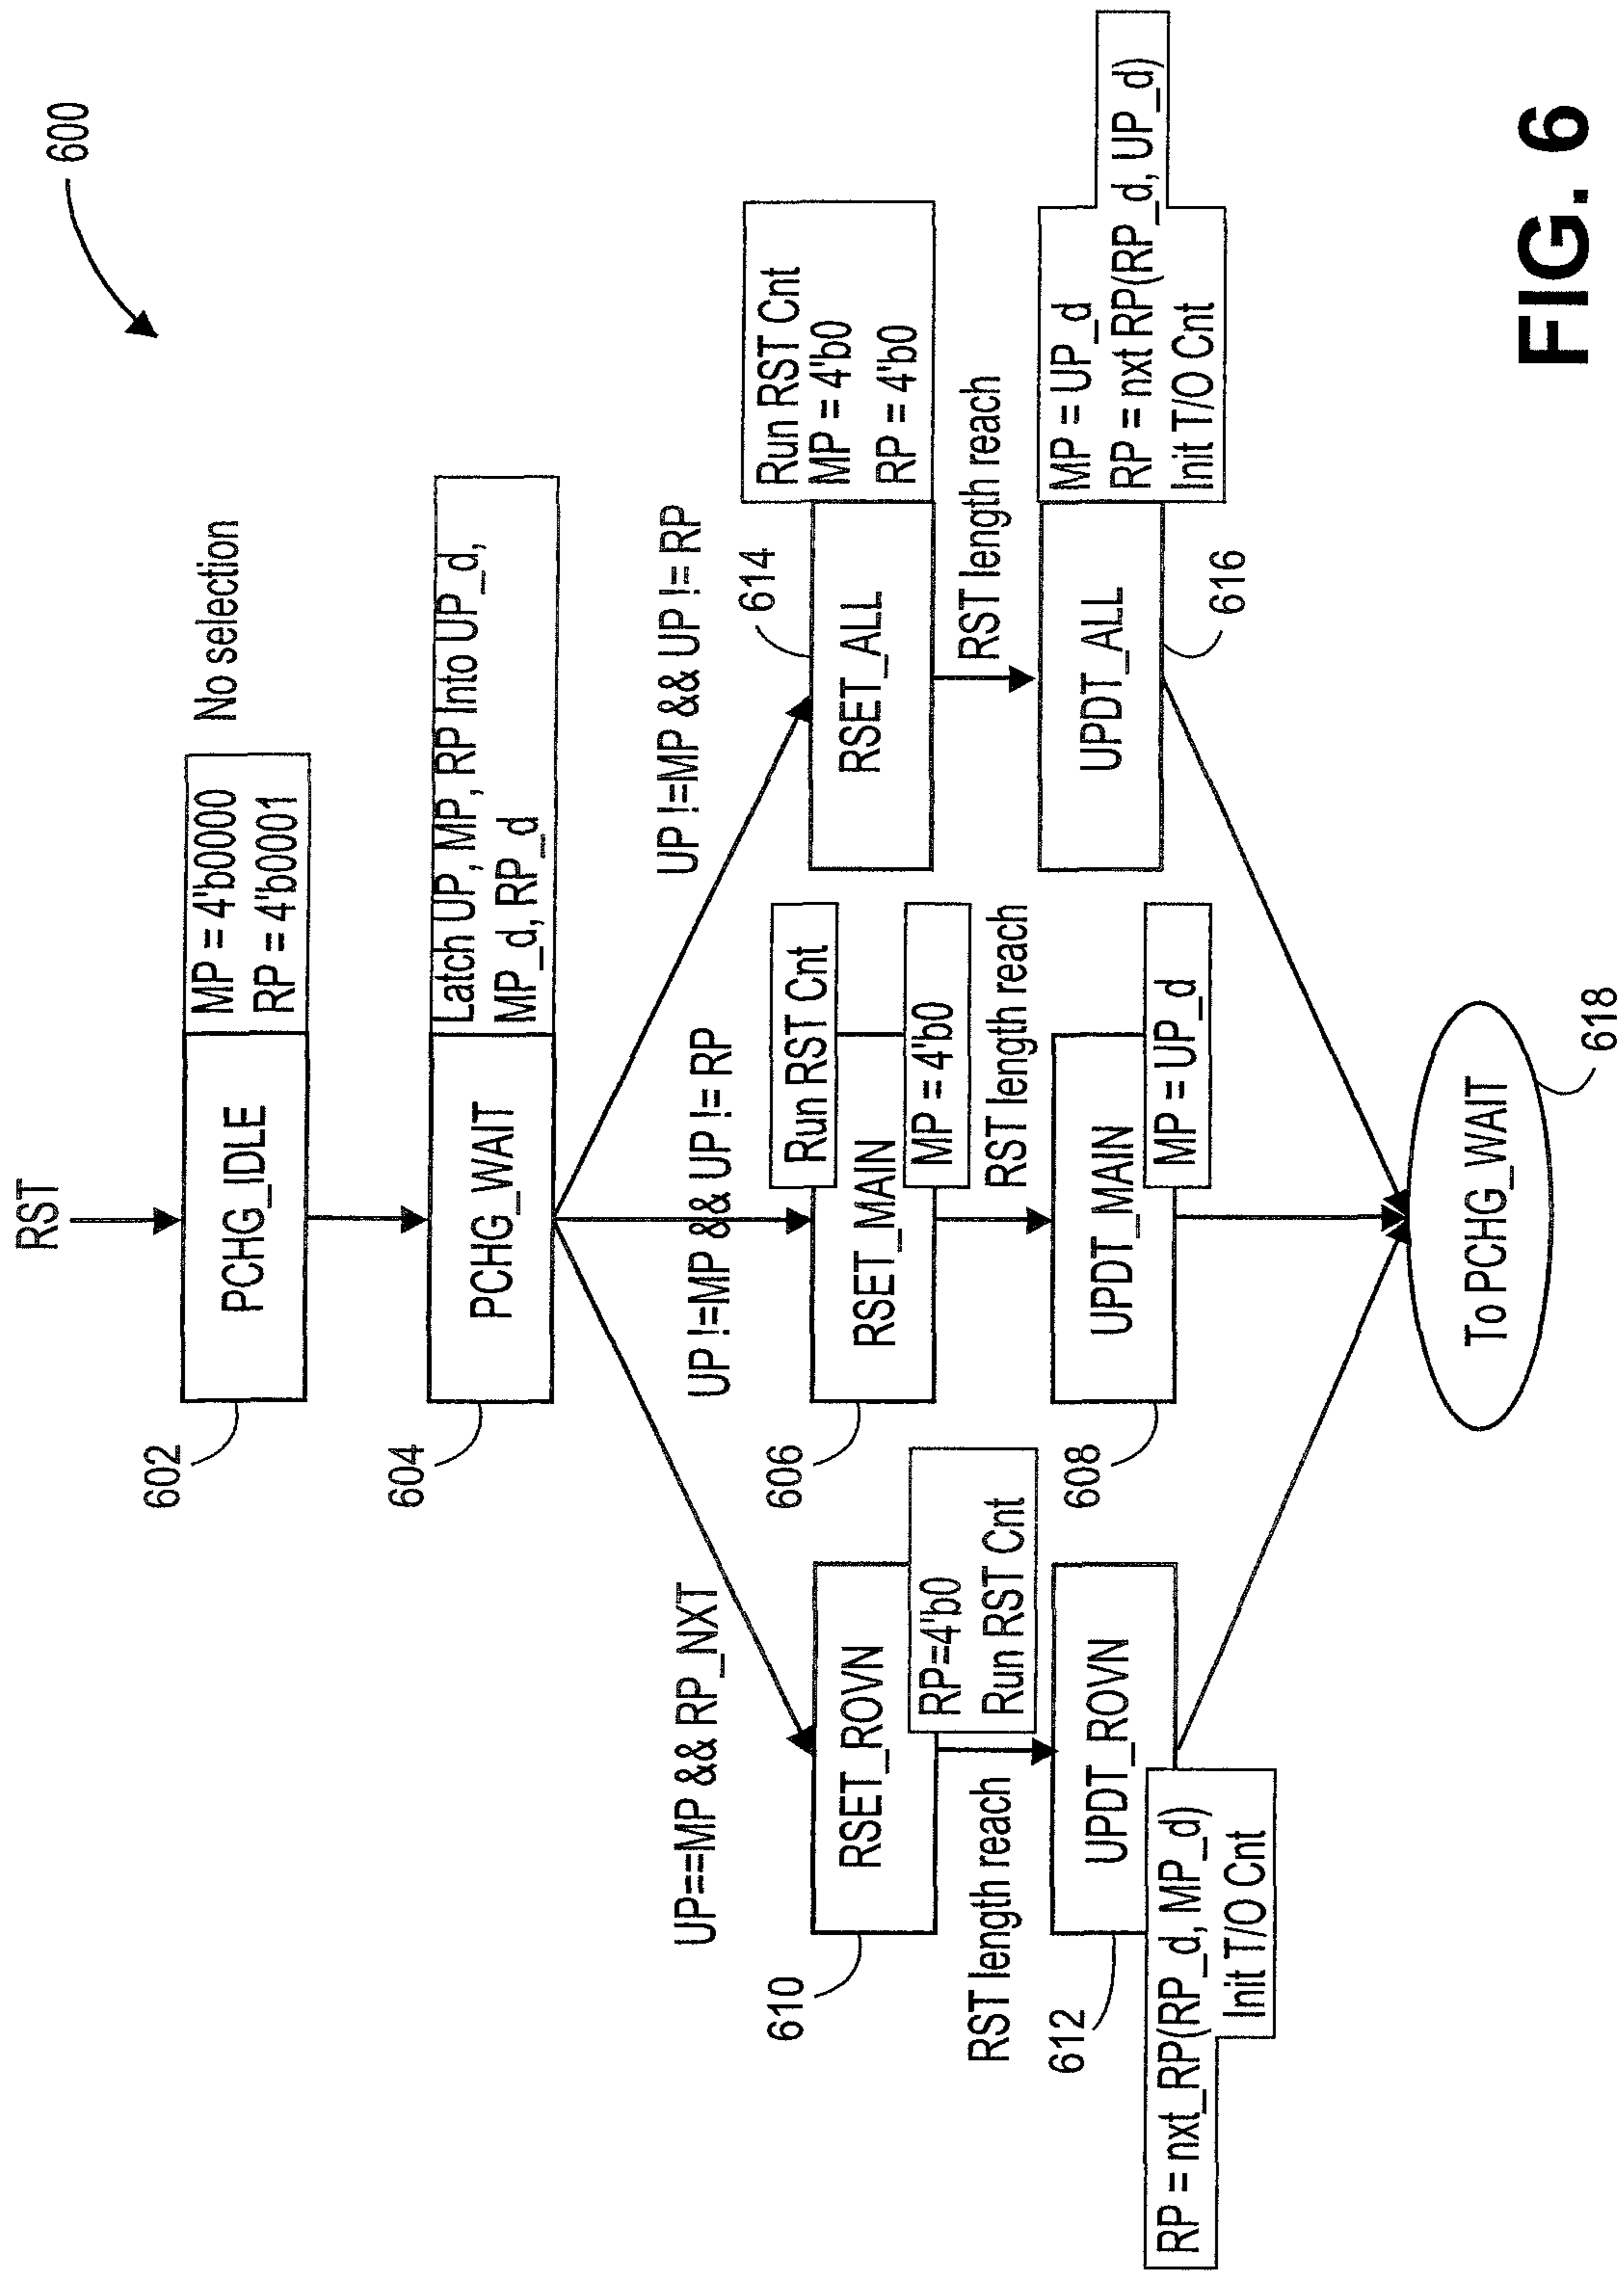 600
RST
602
PCHG_IDLE
MP = 4'b0000
RP = 4'b0001
No selection
604
PCHG_WAIT
Latch UP, MP, RP Into UP_d,
MP_d, RP_d
UP==MP && RP_NXT
UP !=MP && UP != RP
UP !=MP && UP != RP
610
RSET_ROVN
RP=4'b0
Run RST Cnt
606
RSET_MAIN
Run RST Cnt
MP = 4'b0
614
RSET_ALL
Run RST Cnt
MP = 4'b0
RP = 4'b0
RST length reach
RST length reach
RST length reach
612
UPDT_ROVN
RP = nxt_RP(RP_d, MP_d)
Init T/O Cnt
608
UPDT_MAIN
MP = UP_d
UPDT_ALL
616
MP = UP_d
RP = nxt RP(RP_d, UP_d)
Init T/O Cnt
To PCHG_WAIT
618
FIG. 6